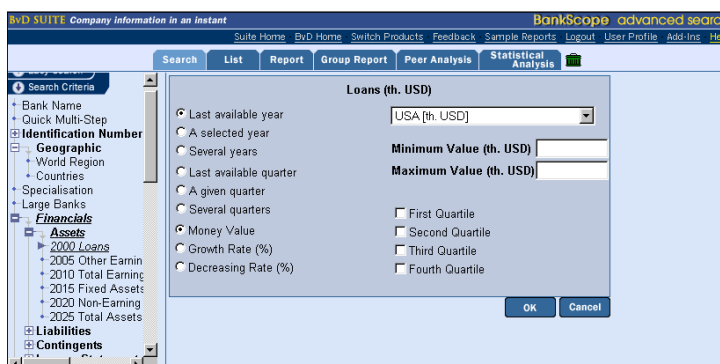 BvD SUITE Company information in an instant
BankScope advanced sear
Suite Home BvD Home Switch Products Feedback Sample Reports Logout User Profile Add-Ins He
Search List Report Group Report Peer Analysis Statistical Analysis
Search Criteria
Bank Name
Quick Multi-Step
Identification Number
Geographic
World Region
Countries
Specialisation
Large Banks
Financials
Assets
2000 Loans
2005 Other Earnin
2010 Total Earning
2015 Fixed Assets
2020 Non-Earning
2025 Total Assets
Liabilities
Contingents
Loans (th. USD)
Last available year
USA [th. USD]
A selected year
Several years
Minimum Value (th. USD)
Last available quarter
Maximum Value (th. USD)
A given quarter
Several quarters
First Quartile
Money Value
Second Quartile
Growth Rate (%)
Third Quartile
Decreasing Rate (%)
Fourth Quartile
OK Cancel